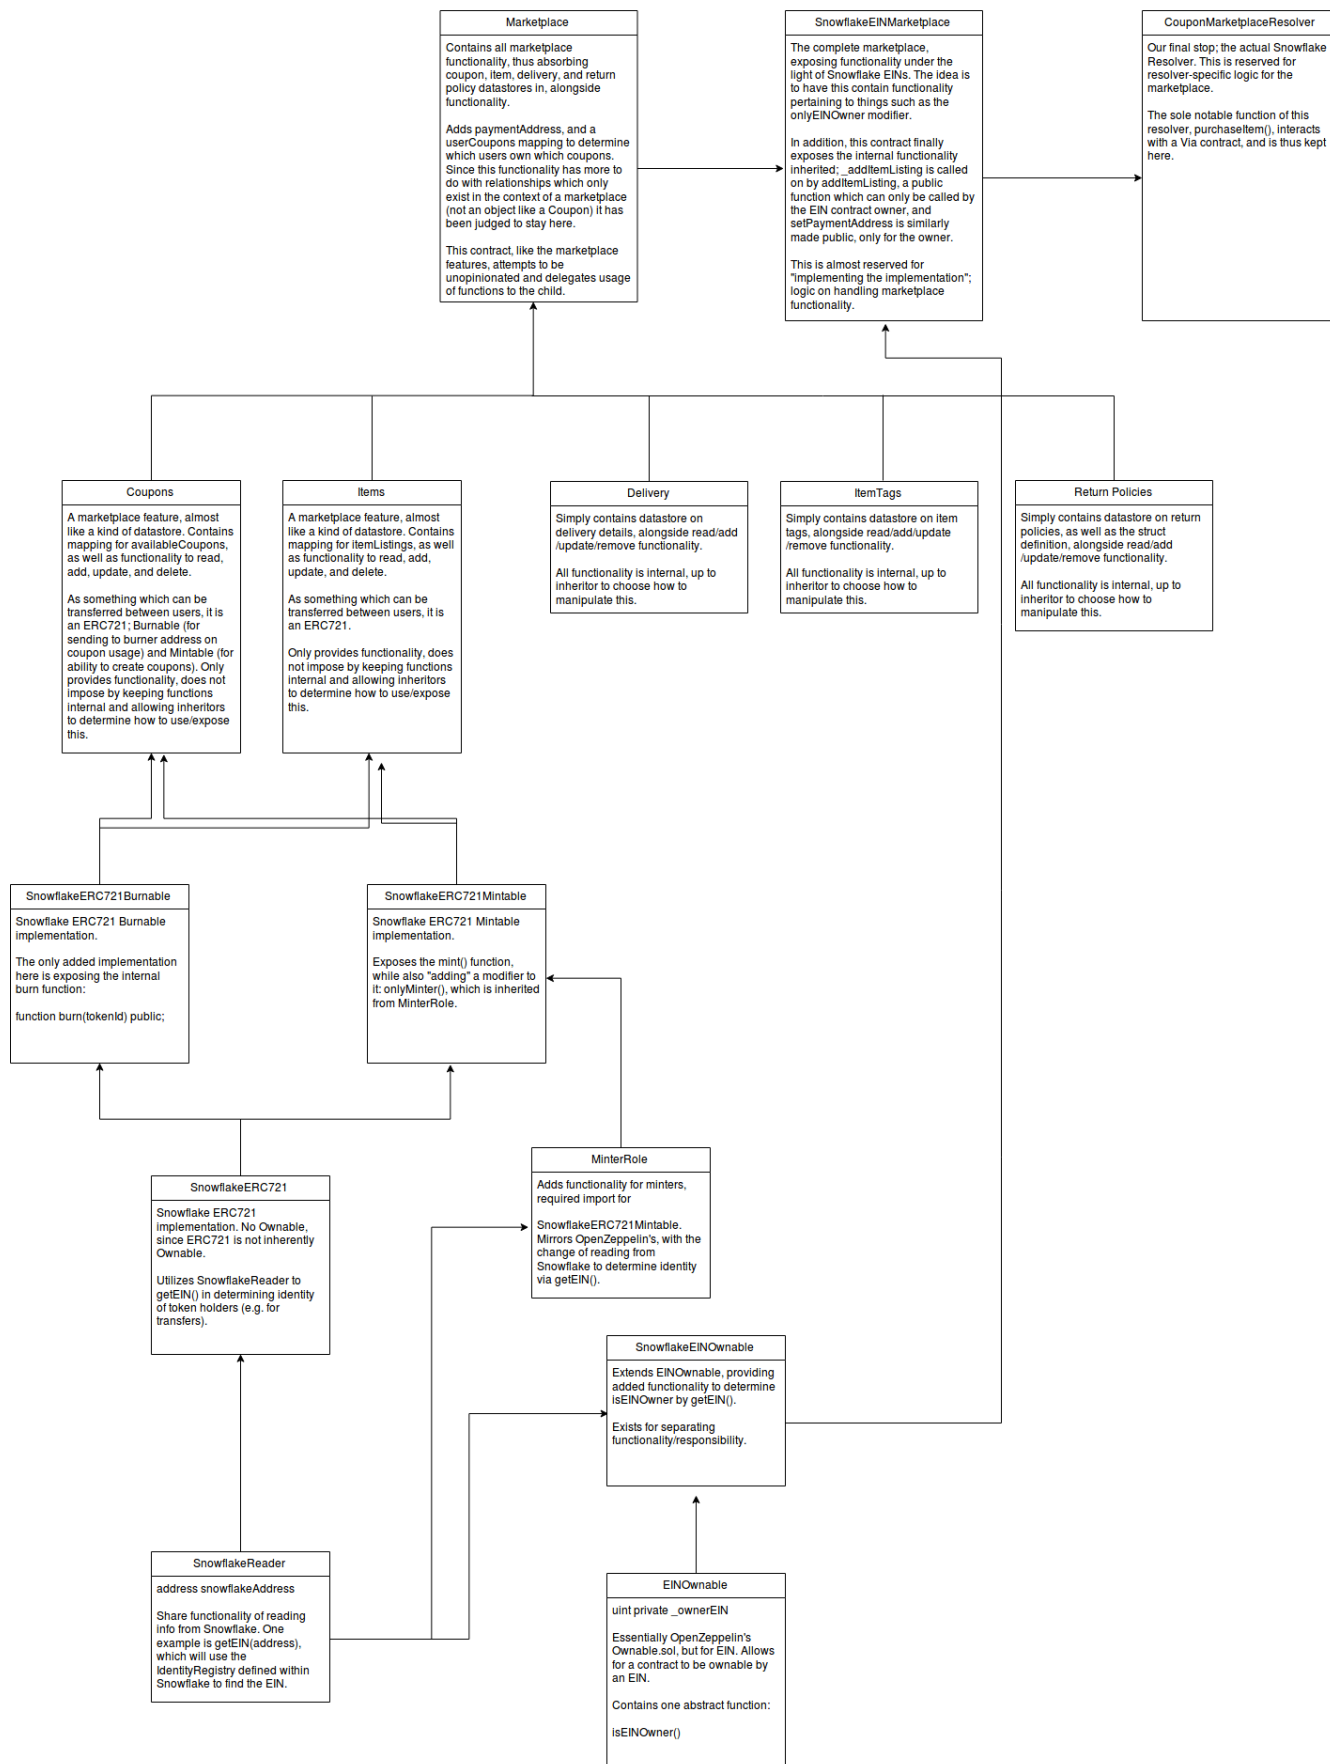 Marketplace
Contains all marketplace
functionality, thus absorbing
coupon, item, delivery, and return
policy datastores in, alongside
functionality.
Adds paymentAddress, and a
userCoupons mapping to determine
which users own which coupons.
Since this functionality has more to
do with relationships which only
exist in the context of a marketplace
(not an object like a Coupon) it has
been judged to stay here.
This contract, like the marketplace
features, attempts to be
unopinionated and delegates usage
of functions to the child.
SnowflakeEINMarketplace
The complete marketplace,
exposing functionality under the
light of Snowflake EINs. The idea is
to have this contain functionality
pertaining to things such as the
onlyEINOwner modifier.
In addition, this contract finally
exposes the internal functionality
inherited; _addItemListing is called
on by addItemListing, a public
function which can only be called by
the EIN contract owner, and
setPaymentAddress is similarly
made public, only for the owner.
This is almost reserved for
"implementing the implementation";
logic on handling marketplace
functionality.
CouponMarketplaceResolver
Our final stop; the actual Snowflake
Resolver. This is reserved for
resolver-specific logic for the
marketplace.
The sole notable function of this
resolver, purchaseItem(), interacts
with a Via contract, and is thus kept
here.
Coupons
A marketplace feature, almost
like a kind of datastore. Contains
mapping for availableCoupons,
as well as functionality to read,
add, update, and delete.
As something which can be
transferred between users, it is
an ERC721; Burnable (for
sending to burner address on
coupon usage) and Mintable (for
ability to create coupons). Only
provides functionality, does not
impose by keeping functions
internal and allowing inheritors
to determine how to use/expose
this.
Items
A marketplace feature, almost
like a kind of datastore. Contains
mapping for itemListings, as well
as functionality to read, add,
update, and delete.
As something which can be
transferred between users, it is
an ERC721.
Only provides functionality, does
not impose by keeping functions
internal and allowing inheritors
to determine how to use/expose
this.
Delivery
Simply contains datastore on
delivery details, alongside read/add
/update/remove functionality.
All functionality is internal, up to
inheritor to choose how to
manipulate this.
ItemTags
Simply contains datastore on item
tags, alongside read/add/update
/remove functionality.
All functionality is internal, up to
inheritor to choose how to
manipulate this.
Return Policies
Simply contains datastore on return
policies, as well as the struct
definition, alongside read/add
/update/remove functionality.
All functionality is internal, up to
inheritor to choose how to
manipulate this.
SnowflakeERC721Burnable
Snowflake ERC721 Burnable
implementation.
The only added implementation
here is exposing the internal
burn function:
function burn(tokenId) public;
SnowflakeERC721Mintable
Snowflake ERC721 Mintable
implementation.
Exposes the mint() function,
while also "adding" a modifier to
it: onlyMinter(), which is inherited
from MinterRole.
SnowflakeERC721
Snowflake ERC721
implementation. No Ownable,
since ERC721 is not inherently
Ownable.
Utilizes SnowflakeReader to
getEIN() in determining identity
of token holders (e.g. for
transfers).
MinterRole
Adds functionality for minters,
required import for
SnowflakeERC721Mintable.
Mirrors OpenZeppelin's, with the
change of reading from
Snowflake to determine identity
via getEIN().
SnowflakeEINOwnable
Extends EINOwnable, providing
added functionality to determine
isEINOwner by getEIN().
Exists for separating
functionality/responsibility.
SnowflakeReader
address snowflakeAddress
Share functionality of reading
info from Snowflake. One
example is getEIN(address),
which will use the
IdentityRegistry defined within
Snowflake to find the EIN.
EINOwnable
uint private _ownerEIN
Essentially OpenZeppelin's
Ownable.sol, but for EIN. Allows
for a contract to be ownable by
an EIN.
Contains one abstract function:
isEINOwner()